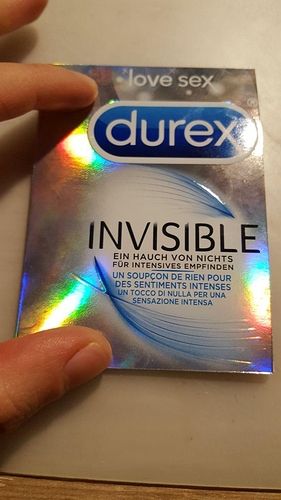 love sex
durex
INVISIBLE
EIN HAUCH VON NICHTS
FÜR INTENSIVES EMPFINDEN
UN SOUPÇON DE RIEN POUR
DES SENTIMENTS INTENSES
UN TOCCO DI NULLA PER UNA
SENSAZIONE INTENSA